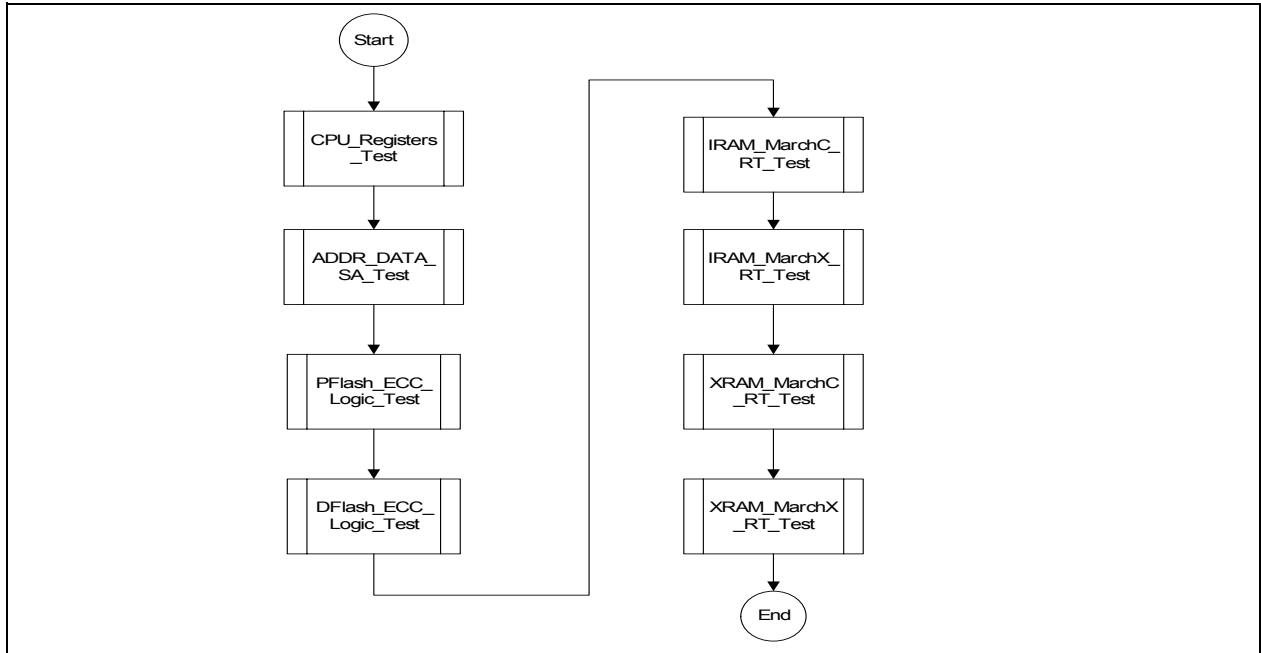 Start
CPU_Registers
_Test
ADDR_DATA_
SA_Test
PFlash_ECC_
Logic_Test
DFlash_ECC_
Logic_Test
IRAM_MarchC_
RT_Test
IRAM_MarchX_
RT_Test
XRAM_MarchC
_RT_Test
XRAM_MarchX
_RT_Test
End